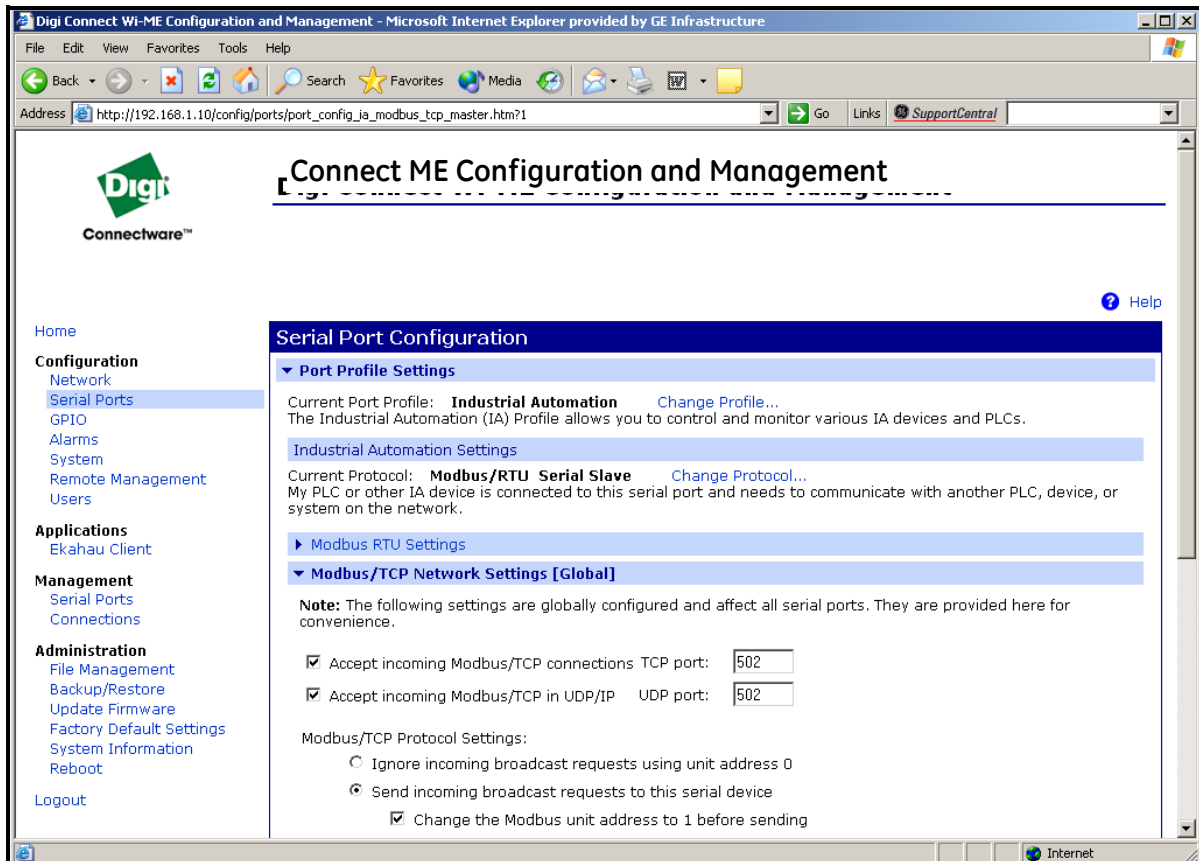 Digi Connect Wi-ME Configuration and Management - Microsoft Internet Explorer provided by GE Infrastructure
File Edit View Favorites Tools Help
Back Search Favorites Media
Address http://192.168.1.10/config/ports/port_config_ia_modbus_tcp_master.htm?1 Go Links SupportCentral
Digi
Connectware™
Connect ME Configuration and Management
Help
Home
Configuration
Network
Serial Ports
GPIO
Alarms
System
Remote Management
Users
Applications
Ekahau Client
Management
Serial Ports
Connections
Administration
File Management
Backup/Restore
Update Firmware
Factory Default Settings
System Information
Reboot
Logout
Serial Port Configuration
Port Profile Settings
Current Port Profile: Industrial Automation Change Profile...
The Industrial Automation (IA) Profile allows you to control and monitor various IA devices and PLCs.
Industrial Automation Settings
Current Protocol: Modbus/RTU Serial Slave Change Protocol...
My PLC or other IA device is connected to this serial port and needs to communicate with another PLC, device, or
system on the network.
Modbus RTU Settings
Modbus/TCP Network Settings [Global]
Note: The following settings are globally configured and affect all serial ports. They are provided here for
convenience.
Accept incoming Modbus/TCP connections TCP port: 502
Accept incoming Modbus/TCP in UDP/IP UDP port: 502
Modbus/TCP Protocol Settings:
Ignore incoming broadcast requests using unit address 0
Send incoming broadcast requests to this serial device
Change the Modbus unit address to 1 before sending
Internet